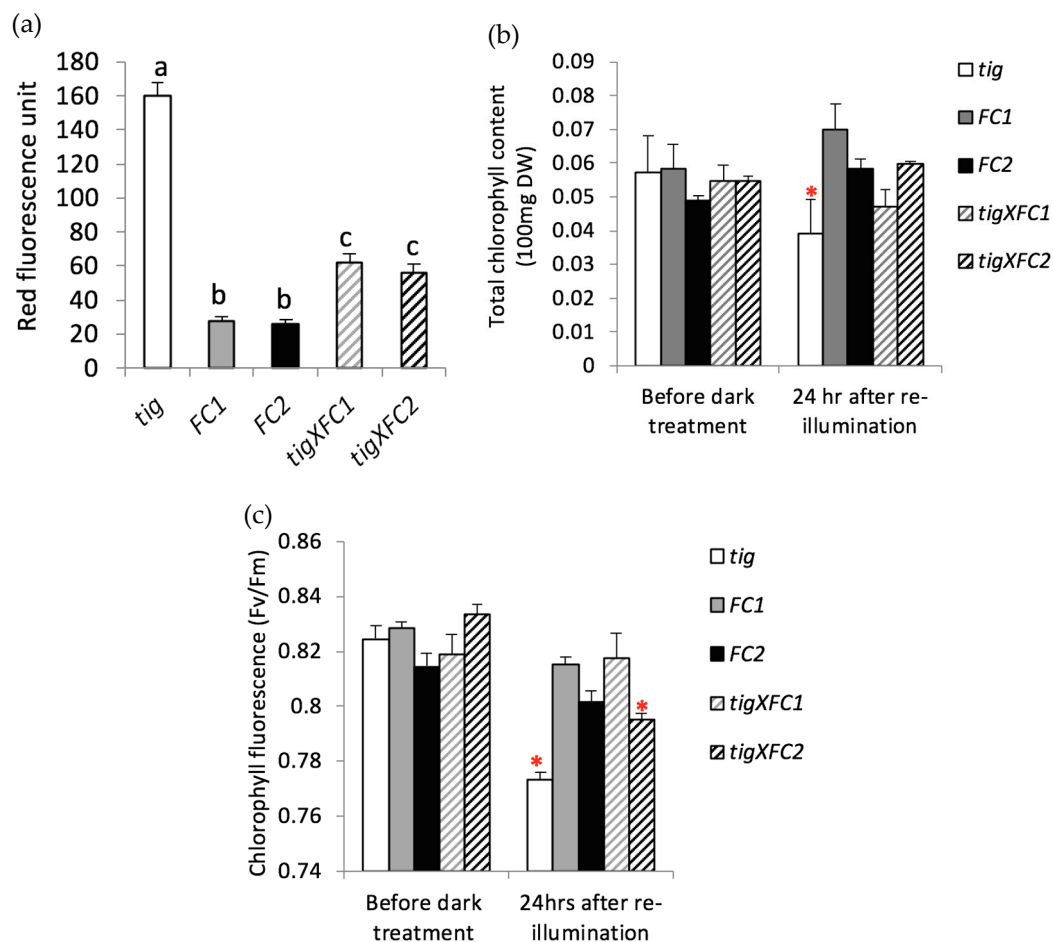 (a)
Red fluorescence unit
180
160
140
120
100
80
60
40
20
0
a
b
b
c
c
tig
FC1
FC2
tigXFC1
tigXFC2
(b)
Total chlorophyll content
(100mg DW)
0.09
0.08
0.07
0.06
0.05
0.04
0.03
0.02
0.01
0
*
Before dark
treatment
24 hr after re-
illumination
tig
FC1
FC2
tigXFC1
tigXFC2
(c)
Chlorophyll fluorescence (Fv/Fm)
0.86
0.84
0.82
0.8
0.78
0.76
0.74
*
*
Before dark
treatment
24hrs after re-
illumination
tig
FC1
FC2
tigXFC1
tigXFC2